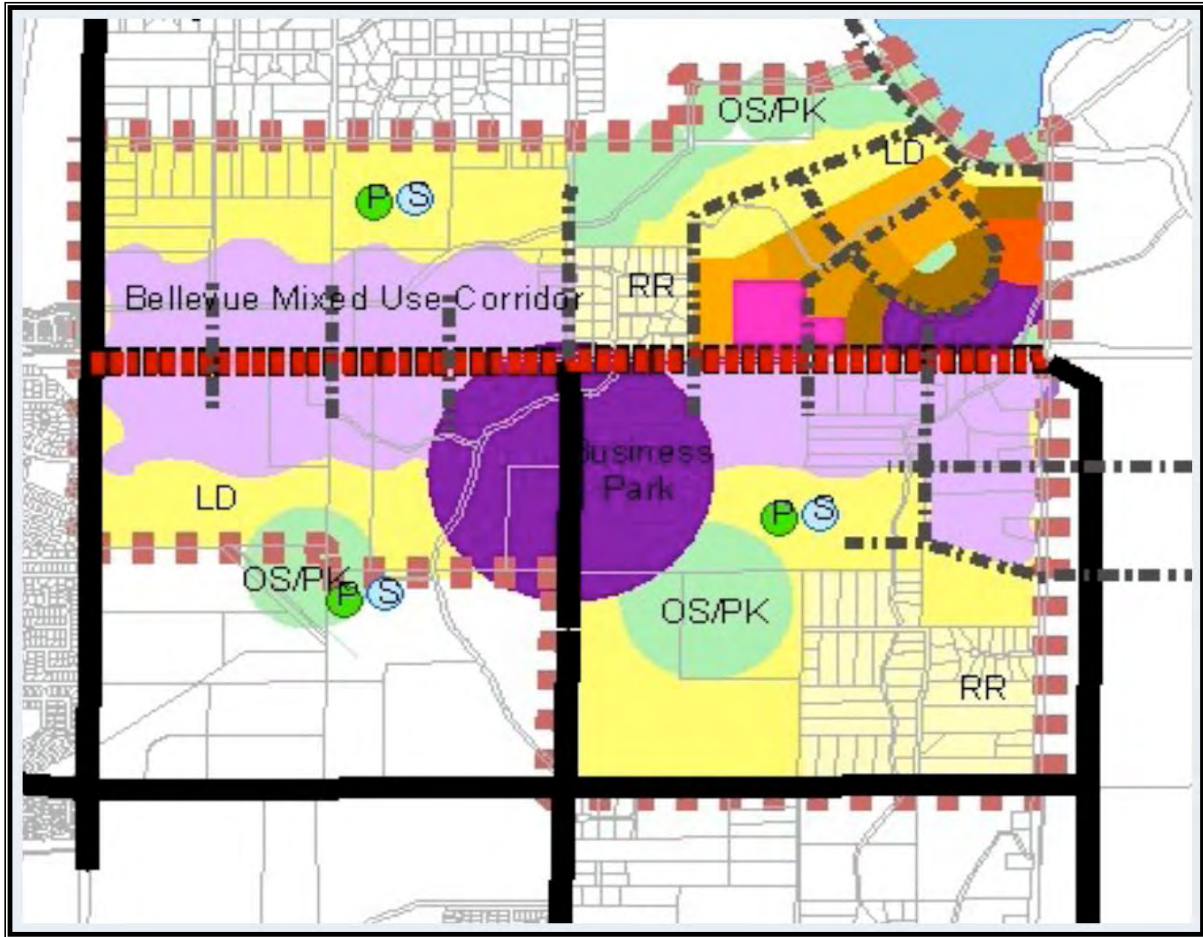 OS/PK
LD
P S
RR
Bellevue Mixed Use Corridor
Business
Park
LD
P S
OS/PK
P S
OS/PK
RR